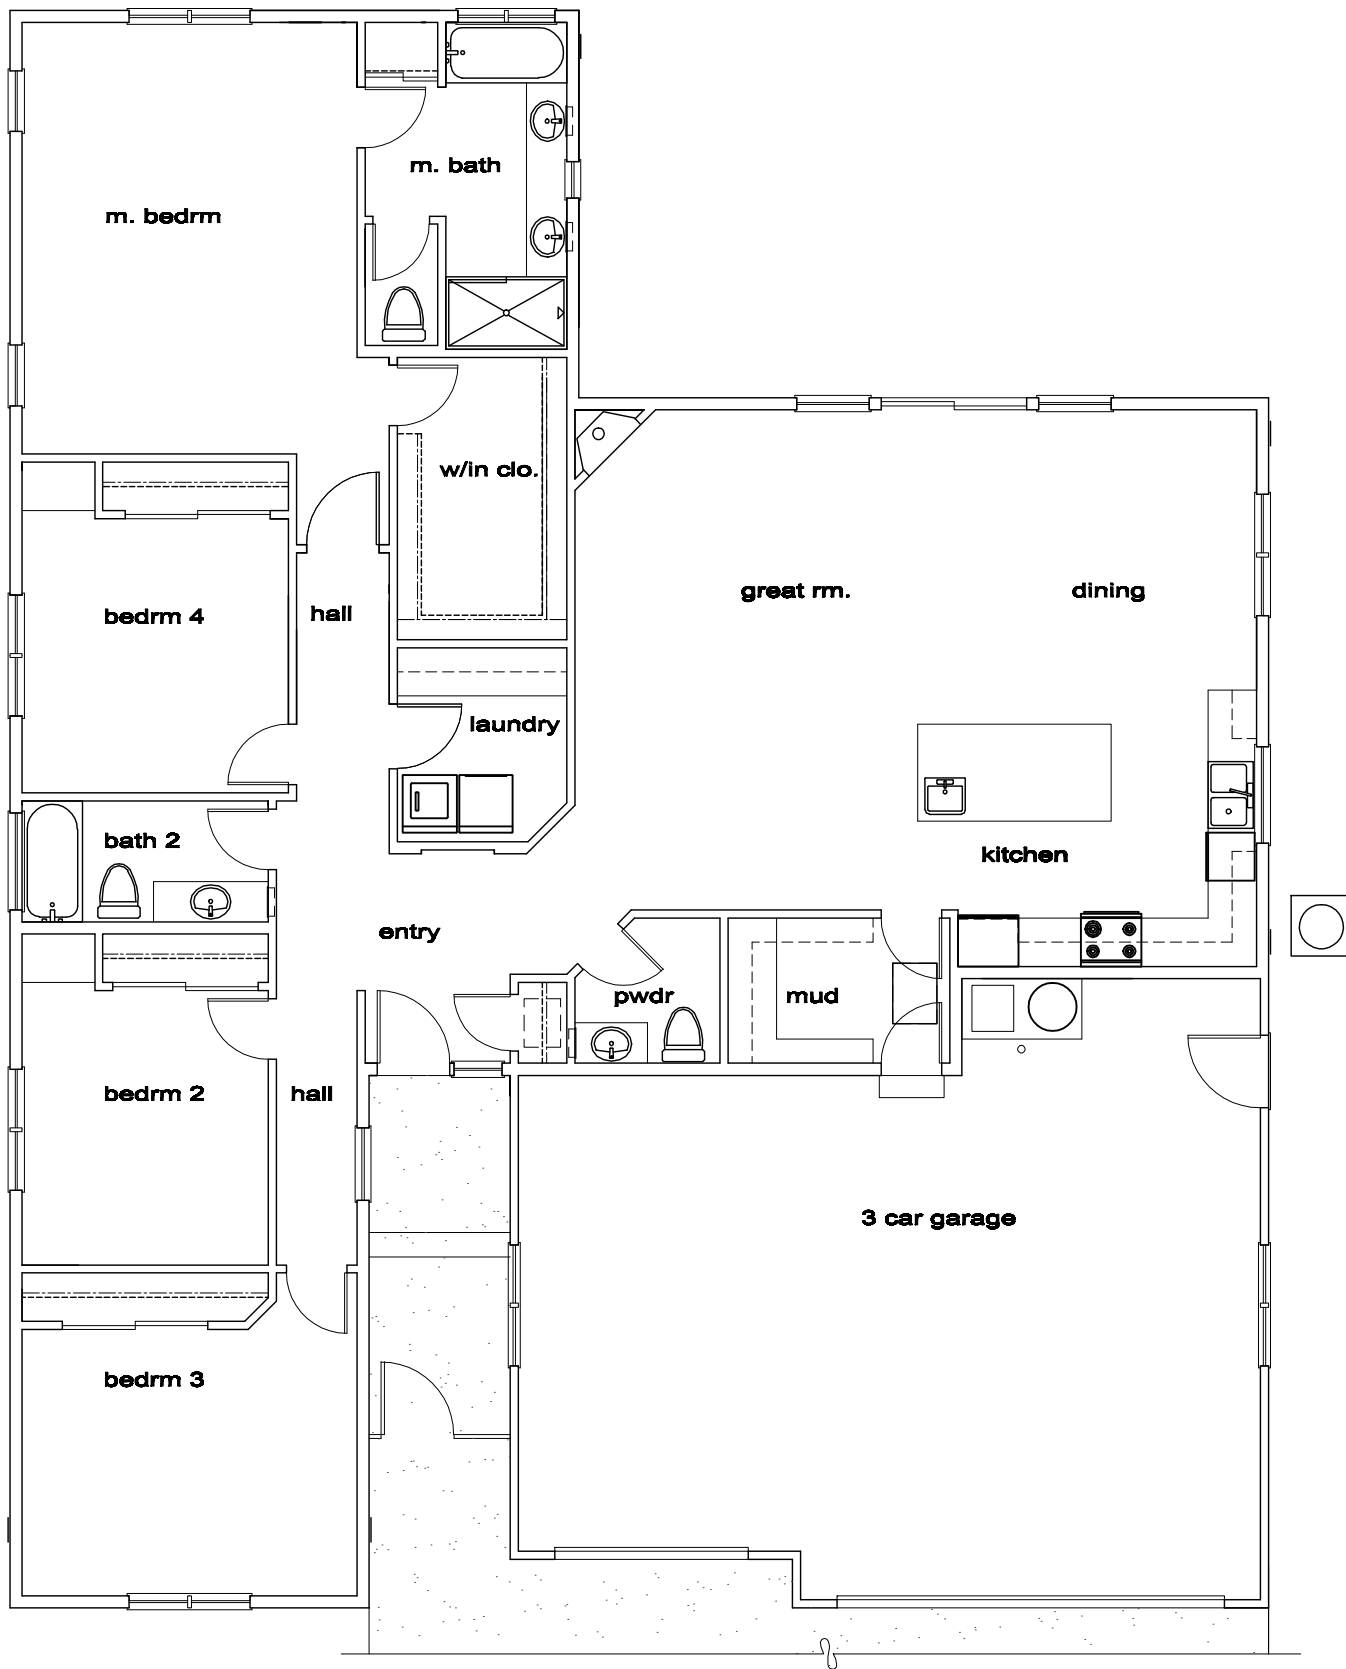 m. bath
m. bedrm
w/in clo.
great rm.
dining
bedrm 4
hall
laundry
bath 2
kitchen
entry
pwdr
mud
bedrm 2
hall
3 car garage
bedrm 3